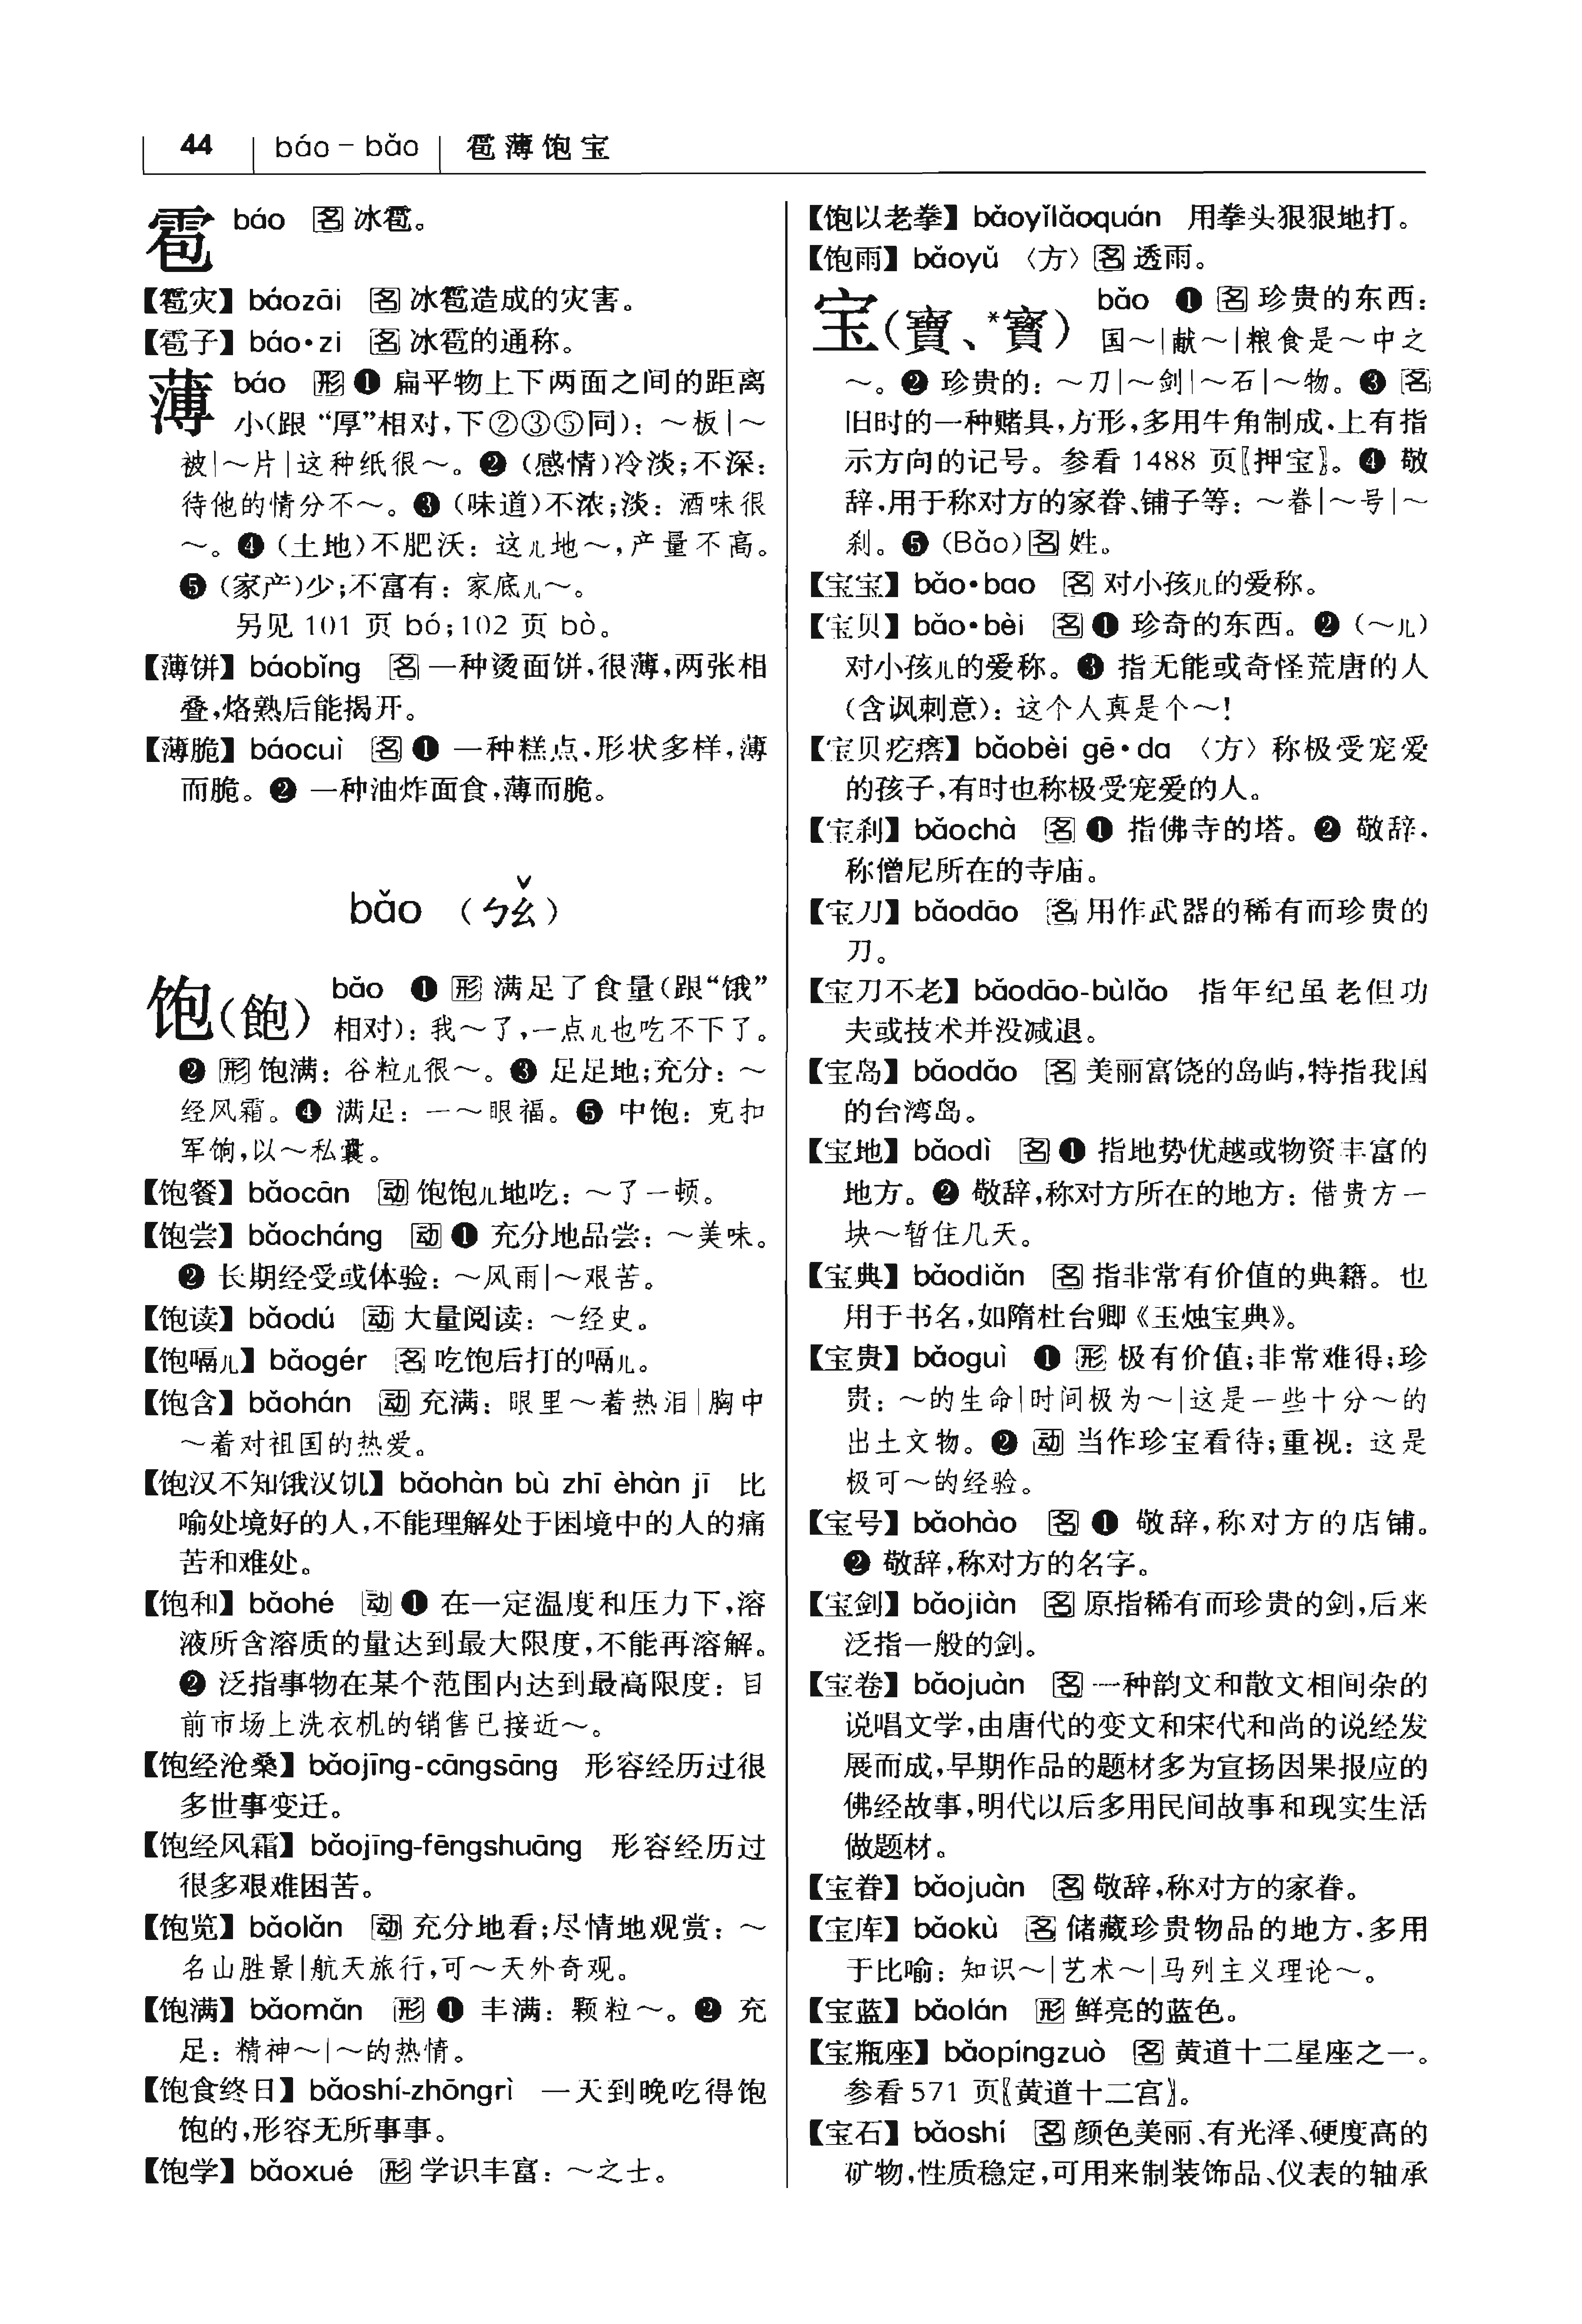 44 báo－bǎo 雹薄饱宝
雹 báo 名 冰雹。
【雹灾】báozāi 名 冰雹造成的灾害。
【雹子】báo·zi 名 冰雹的通称。
薄 báo 形 ❶ 扁平物上下两面之间的距离
小(跟“厚”相对,下②③⑤同)：～板|～
被|～片|这种纸很～。❷ (感情)冷淡;不深：
待他的情分不～。❸ (味道)不浓;淡：酒味很
～。❹ (土地)不肥沃：这儿地～,产量不高。
❺ (家产)少;不富有：家底儿～。
另见 101 页 bó;102 页 bò。
【薄饼】báobǐng 名 一种烫面饼,很薄,两张相
叠,烙熟后能揭开。
【薄脆】báocuì 名 ❶ 一种糕点,形状多样,薄
而脆。❷ 一种油炸面食,薄而脆。
bǎo （ㄅㄠˇ）
饱(飽) bǎo ❶ 形 满足了食量(跟“饿”
相对)：我～了,一点儿也吃不下了。
❷ 形 饱满：谷粒儿很～。❸ 足足地;充分：～
经风霜。❹ 满足：一～眼福。❺ 中饱：克扣
军饷,以～私囊。
【饱餐】bǎocān 动 饱饱儿地吃：～了一顿。
【饱尝】bǎocháng 动 ❶ 充分地品尝：～美味。
❷ 长期经受或体验：～风雨|～艰苦。
【饱读】bǎodú 动 大量阅读：～经史。
【饱嗝儿】bǎogér 名 吃饱后打的嗝儿。
【饱含】bǎohán 动 充满：眼里～着热泪|胸中
～着对祖国的热爱。
【饱汉不知饿汉饥】bǎohàn bù zhī èhàn jī 比
喻处境好的人,不能理解处于困境中的人的痛
苦和难处。
【饱和】bǎohé 动 ❶ 在一定温度和压力下,溶
液所含溶质的量达到最大限度,不能再溶解。
❷ 泛指事物在某个范围内达到最高限度：目
前市场上洗衣机的销售已接近～。
【饱经沧桑】bǎojīng-cāngsāng 形容经历过很
多世事变迁。
【饱经风霜】bǎojīng-fēngshuāng 形容经历过
很多艰难困苦。
【饱览】bǎolǎn 动 充分地看;尽情地观赏：～
名山胜景|航天旅行,可～天外奇观。
【饱满】bǎomǎn 形 ❶ 丰满：颗粒～。❷ 充
足：精神～|～的热情。
【饱食终日】bǎoshí-zhōngrì 一天到晚吃得饱
饱的,形容无所事事。
【饱学】bǎoxué 形 学识丰富：～之士。
【饱以老拳】bǎoyǐlǎoquán 用拳头狠狠地打。
【饱雨】bǎoyǔ 〈方〉名 透雨。
宝(寶、*寳) bǎo ❶ 名 珍贵的东西：
国～|献～|粮食是～中之
～。❷ 珍贵的：～刀|～剑|～石|～物。❸ 名
旧时的一种赌具,方形,多用牛角制成,上有指
示方向的记号。参看 1488 页〖押宝〗。❹ 敬
辞,用于称对方的家眷、铺子等：～眷|～号|～
刹。❺ (Bǎo)名 姓。
【宝宝】bǎo·bao 名 对小孩儿的爱称。
【宝贝】bǎo·bèi 名 ❶ 珍奇的东西。❷ (～儿)
对小孩儿的爱称。❸ 指无能或奇怪荒唐的人
(含讽刺意)：这个人真是个～!
【宝贝疙瘩】bǎobèi gē·da 〈方〉称极受宠爱
的孩子,有时也称极受宠爱的人。
【宝刹】bǎochà 名 ❶ 指佛寺的塔。❷ 敬辞,
称僧尼所在的寺庙。
【宝刀】bǎodāo 名 用作武器的稀有而珍贵的
刀。
【宝刀不老】bǎodāo-bùlǎo 指年纪虽老但功
夫或技术并没减退。
【宝岛】bǎodǎo 名 美丽富饶的岛屿,特指我国
的台湾岛。
【宝地】bǎodì 名 ❶ 指地势优越或物资丰富的
地方。❷ 敬辞,称对方所在的地方：借贵方一
块～暂住几天。
【宝典】bǎodiǎn 名 指非常有价值的典籍。也
用于书名,如隋杜台卿《玉烛宝典》。
【宝贵】bǎoguì ❶ 形 极有价值;非常难得;珍
贵：～的生命|时间极为～|这是一些十分～的
出土文物。❷ 动 当作珍宝看待;重视：这是
极可～的经验。
【宝号】bǎohào 名 ❶ 敬辞,称对方的店铺。
❷ 敬辞,称对方的名字。
【宝剑】bǎojiàn 名 原指稀有而珍贵的剑,后来
泛指一般的剑。
【宝卷】bǎojuàn 名 一种韵文和散文相间杂的
说唱文学,由唐代的变文和宋代和尚的说经发
展而成,早期作品的题材多为宣扬因果报应的
佛经故事,明代以后多用民间故事和现实生活
做题材。
【宝眷】bǎojuàn 名 敬辞,称对方的家眷。
【宝库】bǎokù 名 储藏珍贵物品的地方,多用
于比喻：知识～|艺术～|马列主义理论～。
【宝蓝】bǎolán 形 鲜亮的蓝色。
【宝瓶座】bǎopíngzuò 名 黄道十二星座之一。
参看 571 页〖黄道十二宫〗。
【宝石】bǎoshí 名 颜色美丽、有光泽、硬度高的
矿物,性质稳定,可用来制装饰品、仪表的轴承